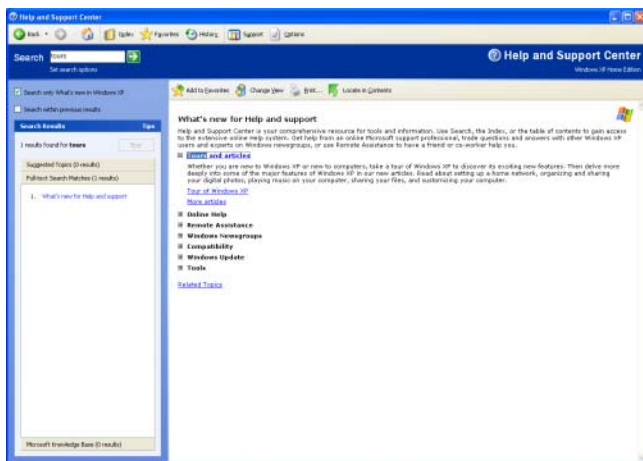 Help and Support Center
Back
Index
Favorites
History
Support
Options
Search
tours
Set search options
Help and Support Center
Windows XP Home Edition
Search only What's new in Windows XP
Search within previous results
Search Results
Tips
1 results found for tours
Suggested Topics (0 results)
Full-text Search Matches (1 results)
1. What's new for Help and support
Microsoft Knowledge Base (0 results)
Add to Favorites
Change View
Print...
Locate in Contents
What's new for Help and support
Help and Support Center is your comprehensive resource for tools and information. Use Search, the Index, or the table of contents to gain access
to the extensive online Help system. Get help from an online Microsoft support professional, trade questions and answers with other Windows XP
users and experts on Windows newsgroups, or use Remote Assistance to have a friend or co-worker help you.
Tours and articles
Whether you are new to Windows XP or new to computers, take a tour of Windows XP to discover its exciting new features. Then delve more
deeply into some of the major features of Windows XP in our new articles. Read about setting up a home network, organizing and sharing
your digital photos, playing music on your computer, sharing your files, and customizing your computer.
Tour of Windows XP
More articles
Online Help
Remote Assistance
Windows Newsgroups
Compatibility
Windows Update
Tools
Related Topics